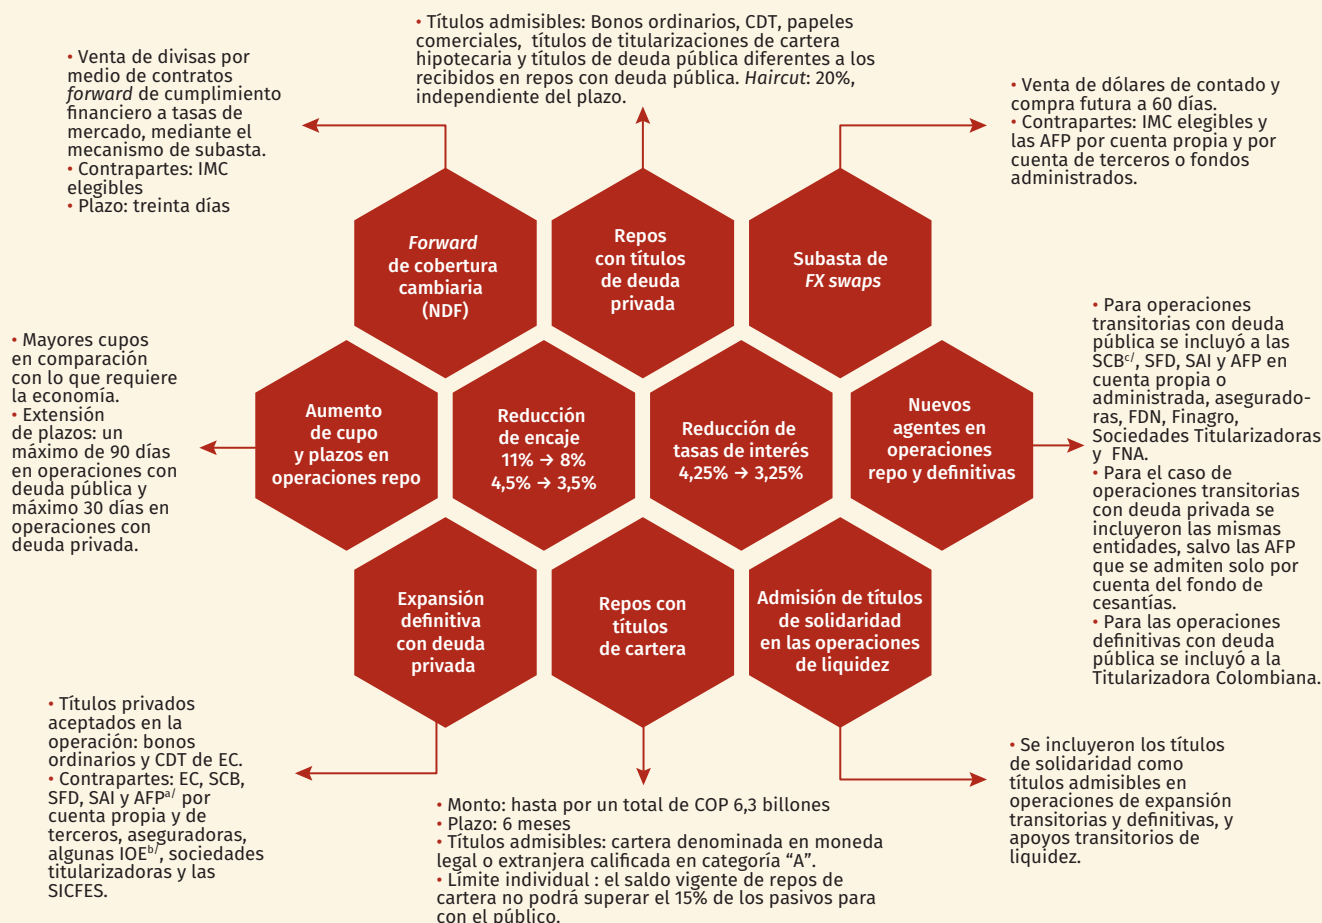 • Títulos admisibles: Bonos ordinarios, CDT, papeles
comerciales, títulos de titularizaciones de cartera
hipotecaria y títulos de deuda pública diferentes a los
recibidos en repos con deuda pública. Haircut: 20%,
independiente del plazo.
• Venta de divisas por
medio de contratos
forward de cumplimiento
financiero a tasas de
mercado, mediante el
mecanismo de subasta.
• Contrapartes: IMC
elegibles
• Plazo: treinta días
• Venta de dólares de contado y
compra futura a 60 días.
• Contrapartes: IMC elegibles y
las AFP por cuenta propia y por
cuenta de terceros o fondos
administrados.
Forward
de cobertura
cambiaria
(NDF)
Repos
con títulos
de deuda
privada
Subasta de
FX swaps
• Mayores cupos
en comparación
con lo que requiere
la economía.
• Extensión
de plazos: un
máximo de 90 días
en operaciones con
deuda pública y
máximo 30 días en
operaciones con
deuda privada.
Aumento
de cupo
y plazos en
operaciones repo
Reducción
de encaje
11% → 8%
4,5% → 3,5%
Reducción de
tasas de interés
4,25% → 3,25%
Nuevos
agentes en
operaciones
repo y definitivas
• Para operaciones
transitorias con deuda
pública se incluyó a las
SCBc/, SFD, SAI y AFP en
cuenta propia o
administrada, asegurado-
ras, FDN, Finagro,
Sociedades Titularizadoras
y FNA.
• Para el caso de
operaciones transitorias
con deuda privada se
incluyeron las mismas
entidades, salvo las AFP
que se admiten solo por
cuenta del fondo de
cesantías.
• Para las operaciones
definitivas con deuda
pública se incluyó a la
Titularizadora Colombiana.
Expansión
definitiva
con deuda
privada
Repos con
títulos
de cartera
Admisión de títulos
de solidaridad
en las operaciones
de liquidez
• Títulos privados
aceptados en la
operación: bonos
ordinarios y CDT de EC.
• Contrapartes: EC, SCB,
SFD, SAI y AFPa/ por
cuenta propia y de
terceros, aseguradoras,
algunas IOEb/, sociedades
titularizadoras y las
SICFES.
• Monto: hasta por un total de COP 6,3 billones
• Plazo: 6 meses
• Títulos admisibles: cartera denominada en moneda
legal o extranjera calificada en categoría “A”.
• Límite individual : el saldo vigente de repos de
cartera no podrá superar el 15% de los pasivos para
con el público.
• Se incluyeron los títulos
de solidaridad como
títulos admisibles en
operaciones de expansión
transitorias y definitivas, y
apoyos transitorios de
liquidez.